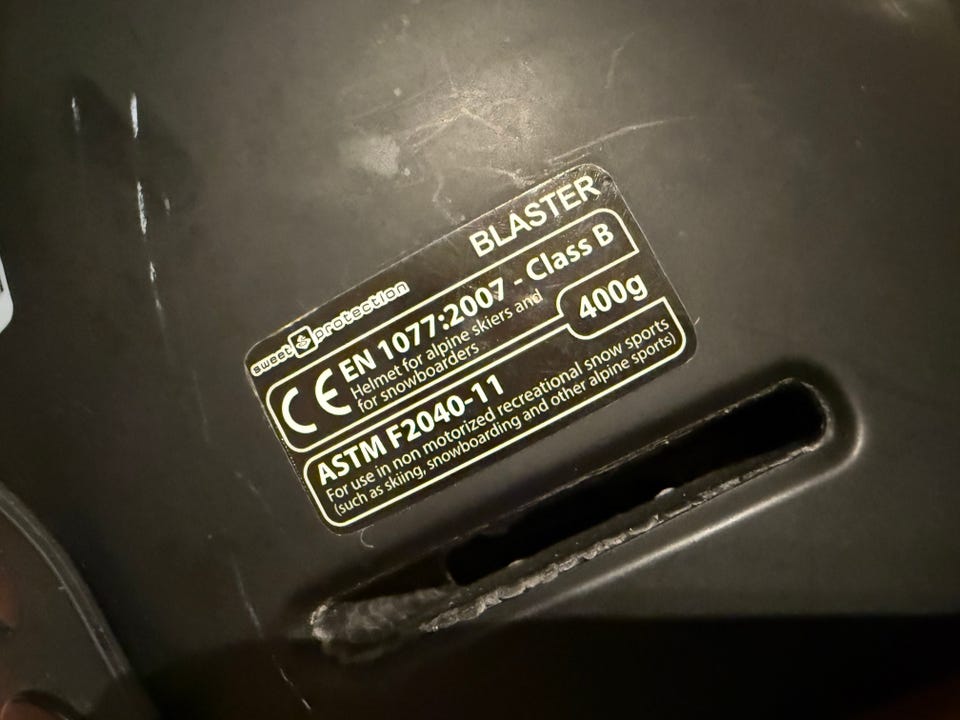 sweet protection
BLASTER
CE
EN 1077:2007 - Class B
Helmet for alpine skiers and
for snowboarders
400g
ASTM F2040-11
For use in non motorized recreational snow sports
(such as skiing, snowboarding and other alpine sports)